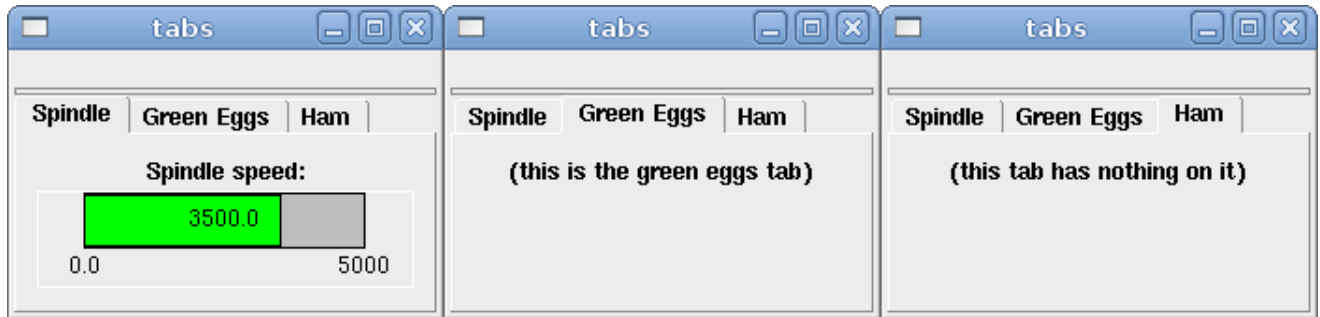 tabs
Spindle Green Eggs Ham
Spindle speed:
3500.0
0.0 5000
tabs
Spindle Green Eggs Ham
(this is the green eggs tab)
tabs
Spindle Green Eggs Ham
(this tab has nothing on it)